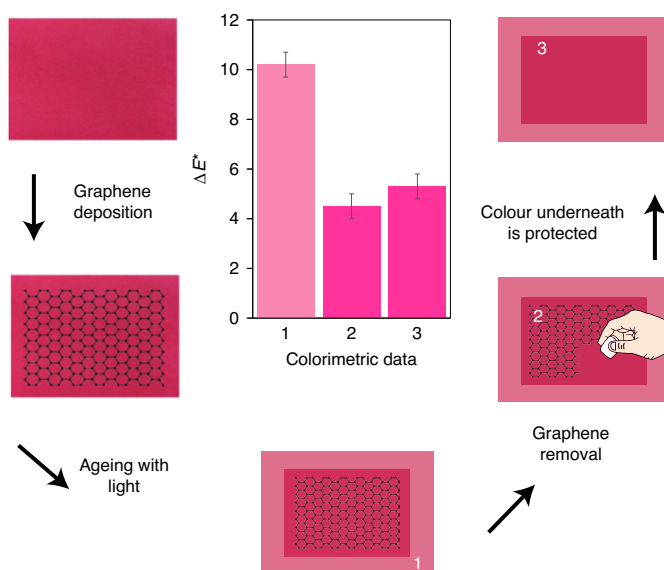 12
10
8
6
4
2
0
ΔE*
1 2 3
Colorimetric data
Graphene
deposition
Ageing with
light
1
Graphene
removal
2
Colour underneath
is protected
3